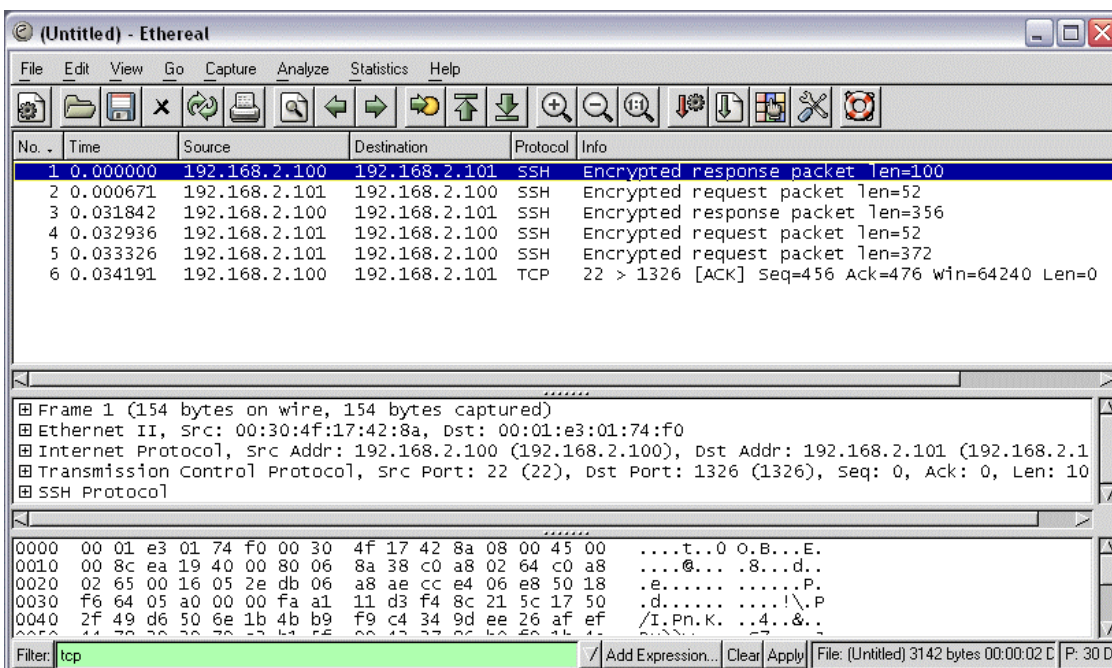 (Untitled) - Ethereal
File Edit View Go Capture Analyze Statistics Help
No. Time Source Destination Protocol Info
1 0.000000 192.168.2.100 192.168.2.101 SSH Encrypted response packet len=100
2 0.000671 192.168.2.101 192.168.2.100 SSH Encrypted request packet len=52
3 0.031842 192.168.2.100 192.168.2.101 SSH Encrypted response packet len=356
4 0.032936 192.168.2.101 192.168.2.100 SSH Encrypted request packet len=52
5 0.033326 192.168.2.101 192.168.2.100 SSH Encrypted request packet len=372
6 0.034191 192.168.2.100 192.168.2.101 TCP 22 > 1326 [ACK] Seq=456 Ack=476 Win=64240 Len=0
Frame 1 (154 bytes on wire, 154 bytes captured)
Ethernet II, Src: 00:30:4f:17:42:8a, Dst: 00:01:e3:01:74:f0
Internet Protocol, Src Addr: 192.168.2.100 (192.168.2.100), Dst Addr: 192.168.2.101 (192.168.2.1
Transmission Control Protocol, Src Port: 22 (22), Dst Port: 1326 (1326), Seq: 0, Ack: 0, Len: 10
SSH Protocol
0000 00 01 e3 01 74 f0 00 30 4f 17 42 8a 08 00 45 00 ....t..0 O.B...E.
0010 00 8c ea 19 40 00 80 06 8a 38 c0 a8 02 64 c0 a8 ....@... .8...d..
0020 02 65 00 16 05 2e db 06 a8 ae cc e4 06 e8 50 18 .e...... ......P.
0030 f6 64 05 a0 00 00 fa a1 11 d3 f4 8c 21 5c 17 50 .d...... ....!\.P
0040 2f 49 d6 50 6e 1b 4b b9 f9 c4 34 9d ee 26 af ef /I.Pn.K. ..4..&..
Filter: tcp Add Expression... Clear Apply File: (Untitled) 3142 bytes 00:00:02 D P: 30 D